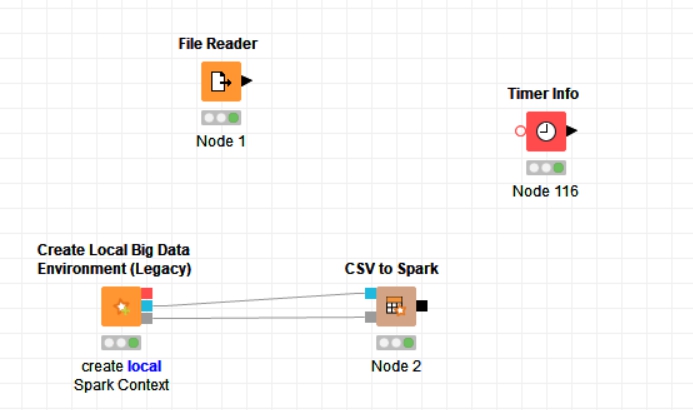 File Reader
Node 1
Timer Info
Node 116
Create Local Big Data
Environment (Legacy)
create local
Spark Context
CSV to Spark
Node 2